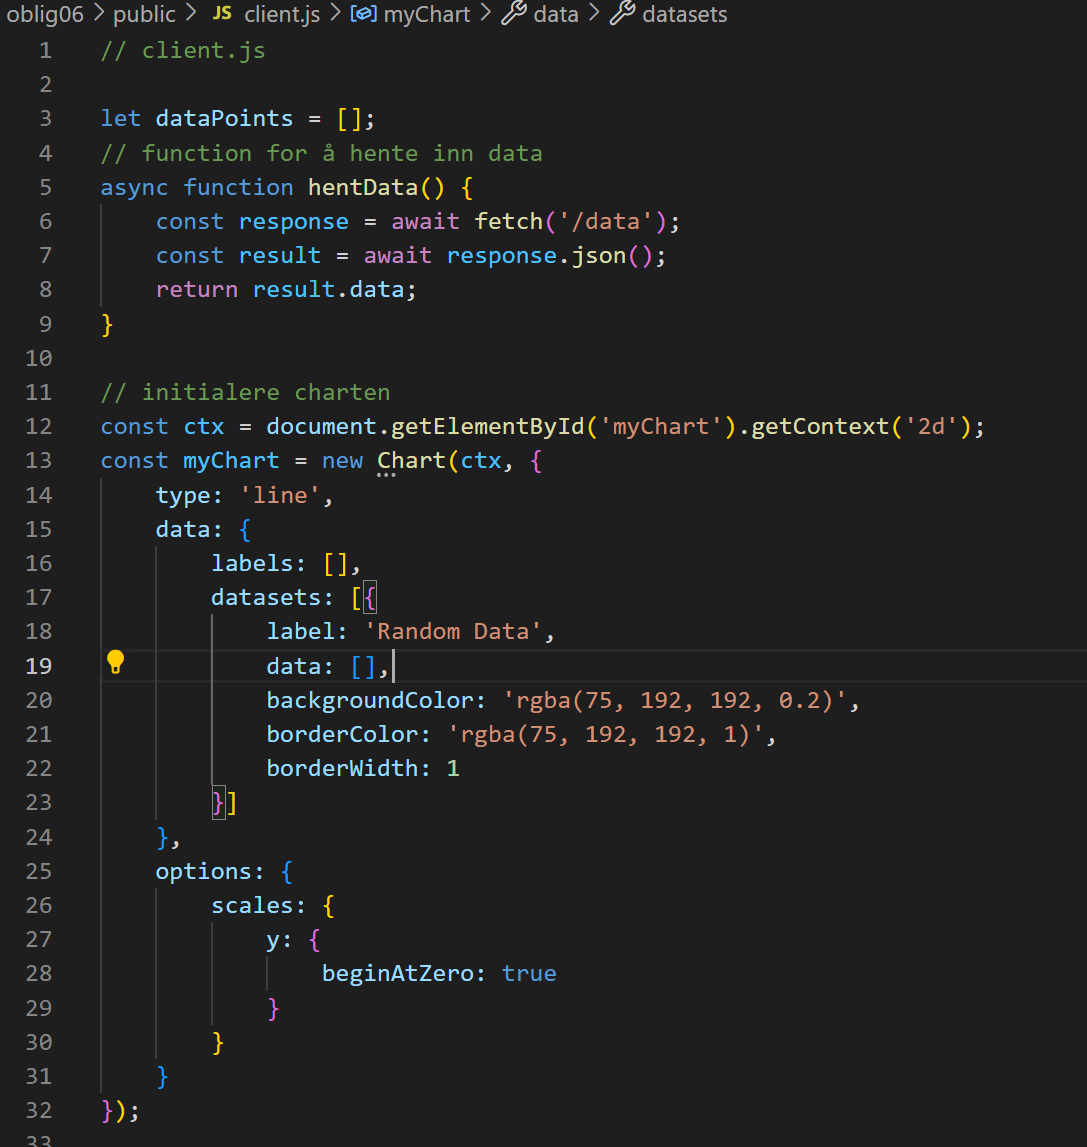 oblig06 > public > JS client.js > myChart > data > datasets
1 // client.js
2
3 let dataPoints = [];
4 // function for å hente inn data
5 async function hentData() {
6     const response = await fetch('/data');
7     const result = await response.json();
8     return result.data;
9 }
10
11 // initialere charten
12 const ctx = document.getElementById('myChart').getContext('2d');
13 const myChart = new Chart(ctx, {
14     type: 'line',
15     data: {
16         labels: [],
17         datasets: [{
18             label: 'Random Data',
19             data: [],
20             backgroundColor: 'rgba(75, 192, 192, 0.2)',
21             borderColor: 'rgba(75, 192, 192, 1)',
22             borderWidth: 1
23         }]
24     },
25     options: {
26         scales: {
27             y: {
28                 beginAtZero: true
29             }
30         }
31     }
32 });
33